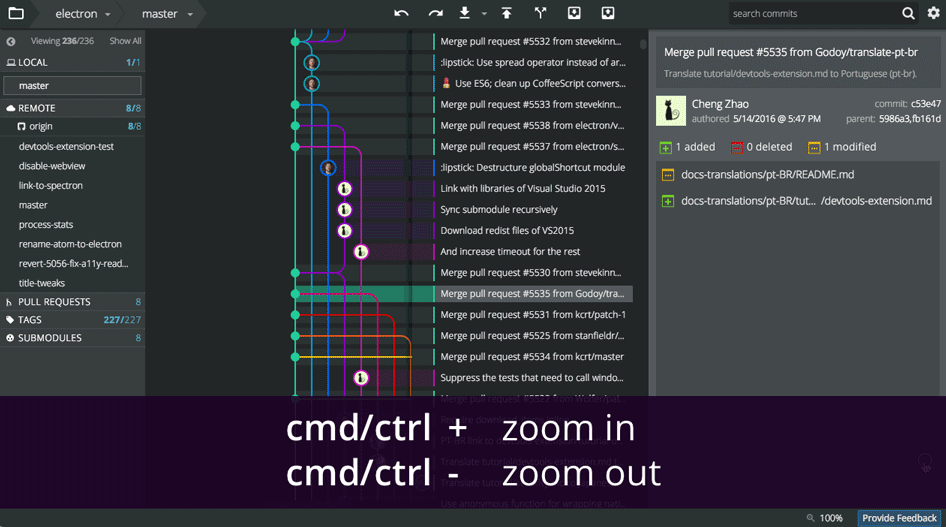 electron
master
search commits
Viewing 236/236 Show All
LOCAL 1/1
master
REMOTE 8/8
origin 8/8
devtools-extension-test
disable-webview
link-to-spectron
master
process-stats
rename-atom-to-electron
revert-5056-fix-a11y-read...
title-tweaks
PULL REQUESTS 8
TAGS 227/227
SUBMODULES 8
Merge pull request #5532 from stevekinn...
:lipstick: Use spread operator instead of ar...
💄 Use ES6; clean up CoffeeScript convers...
Merge pull request #5533 from stevekinn...
Merge pull request #5538 from electron/v...
Merge pull request #5537 from electron/s...
:lipstick: Destructure globalShortcut module
Link with libraries of Visual Studio 2015
Sync submodule recursively
Download redist files of VS2015
And increase timeout for the rest
Merge pull request #5530 from stevekinn...
Merge pull request #5535 from Godoy/tra...
Merge pull request #5531 from kcrt/patch-1
Merge pull request #5525 from stanfieldr/...
Merge pull request #5534 from kcrt/master
Suppress the tests that need to call windo...
Merge pull request #5535 from Godoy/translate-pt-br
Translate tutorial/devtools-extension.md to Portuguese (pt-br).
Cheng Zhao
commit: c53e47
authored 5/14/2016 @ 5:47 PM
parent: 5986a3,fb161d
1 added
0 deleted
1 modified
docs-translations/pt-BR/README.md
docs-translations/pt-BR/tut... /devtools-extension.md
cmd/ctrl + zoom in
cmd/ctrl - zoom out
100%
Provide Feedback